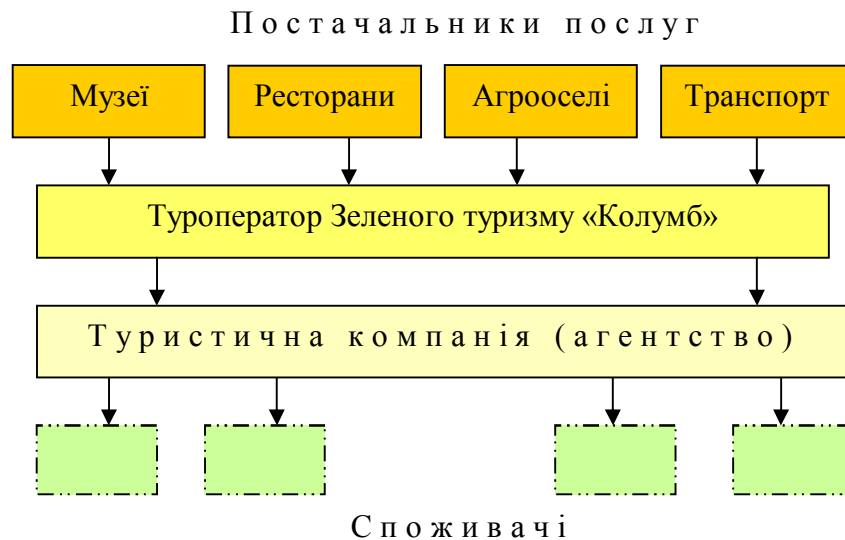 Постачальники послуг
Музеї
Ресторани
Агрооселі
Транспорт
Туроператор Зеленого туризму «Колумб»
Туристична компанія (агентство)
Споживачі